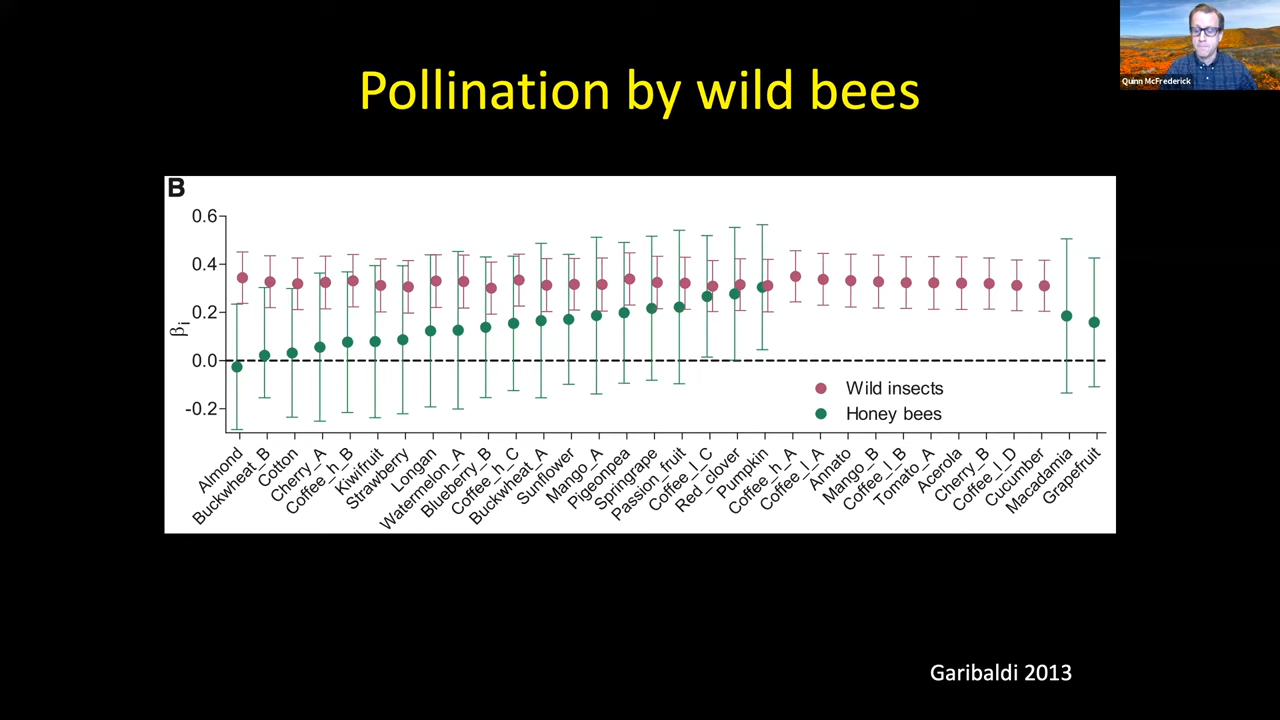 Pollination by wild bees
Quinn McFrederick
B
0.6
0.4
0.2
0.0
-0.2
βi
Wild insects
Honey bees
Almond
Buckwheat_B
Cotton
Cherry_A
Coffee_h_B
Kiwifruit
Strawberry
Longan
Watermelon_A
Blueberry_B
Coffee_h_C
Buckwheat_A
Sunflower
Mango_A
Pigeonpea
Springrape
Passion_fruit
Coffee_l_C
Red_clover
Pumpkin
Coffee_h_A
Coffee_l_A
Annato
Mango_B
Coffee_l_B
Tomato_A
Acerola
Cherry_B
Coffee_l_D
Cucumber
Macadamia
Grapefruit
Garibaldi 2013